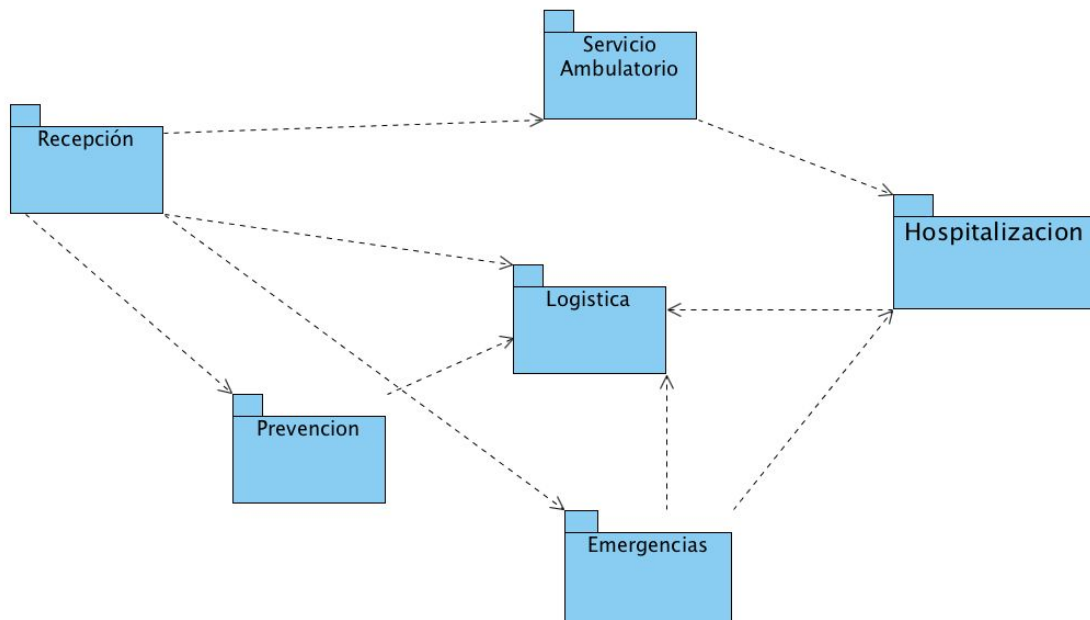 Servicio
Ambulatorio
Recepción
Hospitalizacion
Logistica
Prevencion
Emergencias